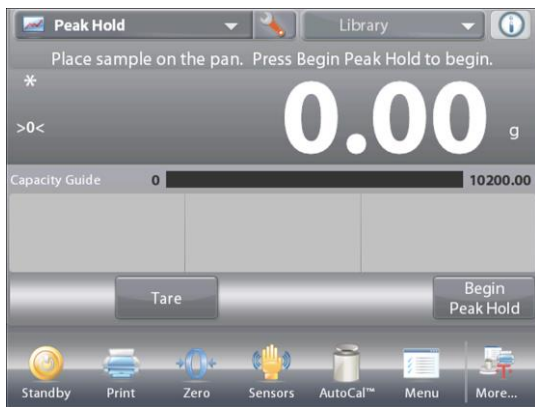 Peak Hold
Library
Place sample on the pan. Press Begin Peak Hold to begin.
*
>0<
0.00 g
Capacity Guide 0 10200.00
Tare
Begin
Peak Hold
Standby Print Zero Sensors AutoCal™ Menu More...